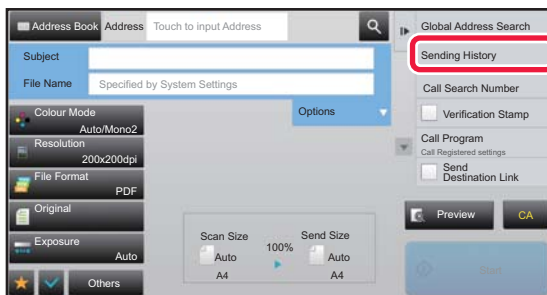 Address Book Address Touch to input Address
Subject
File Name Specified by System Settings
Options
Colour Mode
Auto/Mono2
Resolution
200x200dpi
File Format
PDF
Original
Exposure
Auto
Others
Scan Size
Auto
A4
100%
Send Size
Auto
A4
Global Address Search
Sending History
Call Search Number
Verification Stamp
Call Program
Call Registered settings
Send
Destination Link
Preview
CA
Start